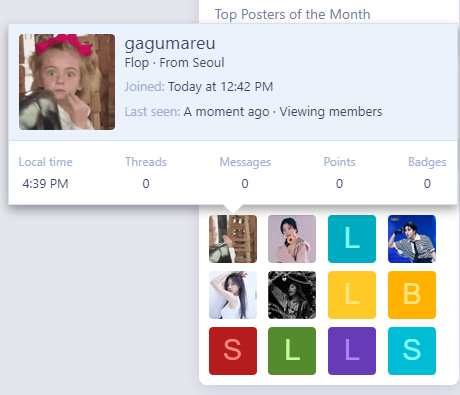 Top Posters of the Month
gagumareu
Flop · From Seoul
Joined: Today at 12:42 PM
Last seen: A moment ago · Viewing members
Local time Threads Messages Points Badges
4:39 PM 0 0 0 0
L
L B
S L L S